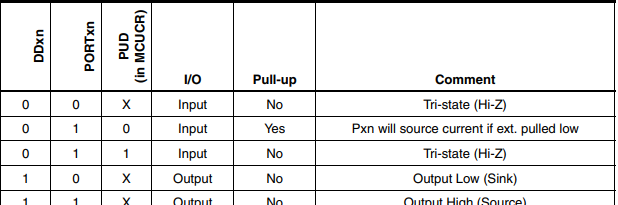 DDxn PORTxn PUD (in MCUCR) I/O Pull-up Comment
0 0 X Input No Tri-state (Hi-Z)
0 1 0 Input Yes Pxn will source current if ext. pulled low
0 1 1 Input No Tri-state (Hi-Z)
1 0 X Output No Output Low (Sink)
1 1 X Output No Output High (Source)